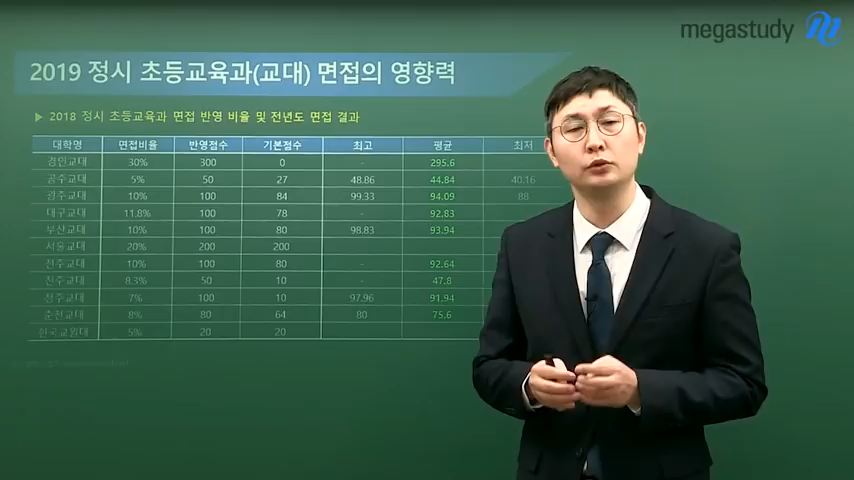 megastudy
2019 정시 초등교육과(교대) 면접의 영향력
▶ 2018 정시 초등교육과 면접 반영 비율 및 전년도 면접 결과
대학명 면접비율 반영점수 기본점수 최고 평균 최저
경인교대 30% 300 0 - 295.6
공주교대 5% 50 27 48.86 44.84 40.16
광주교대 10% 100 84 99.33 94.09 88
대구교대 11.8% 100 78 - 92.83
부산교대 10% 100 80 98.83 93.94
서울교대 20% 200 200
전주교대 10% 100 80 - 92.64
진주교대 8.3% 50 10 - 47.8
청주교대 7% 100 10 97.96 91.94
춘천교대 8% 80 64 80 75.6
한국교원대 5% 20 20